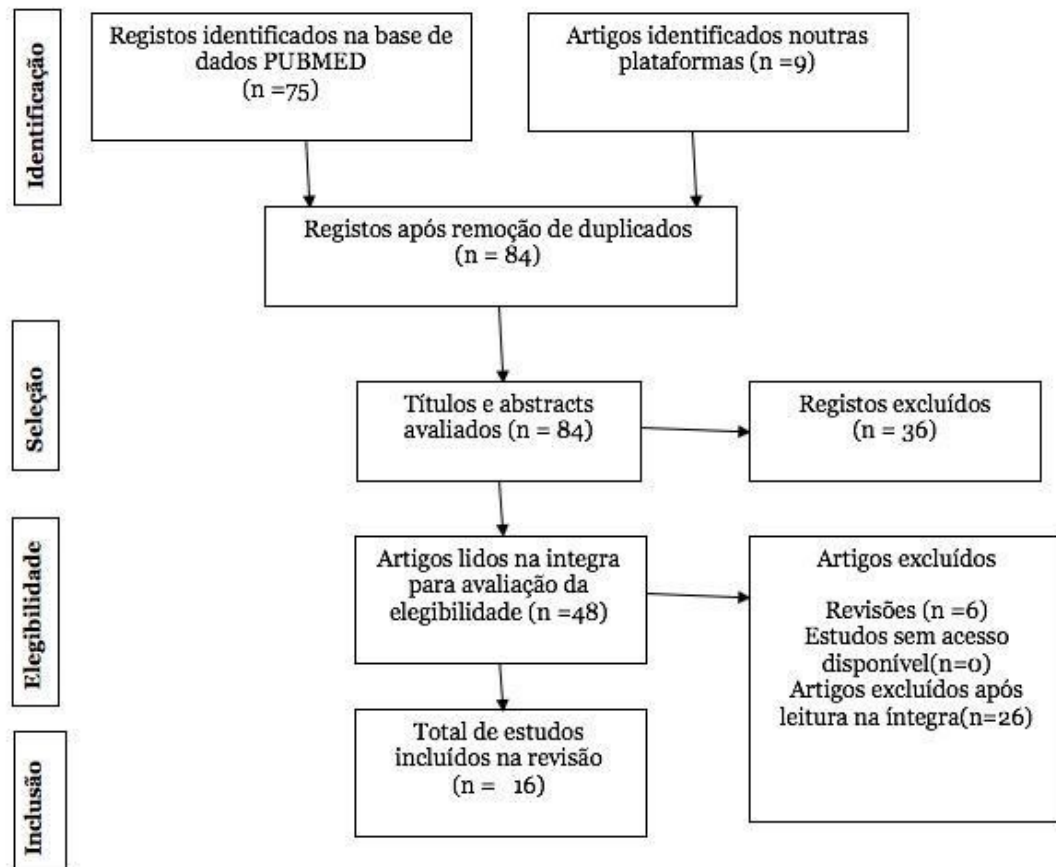 Identificação
Registos identificados na base de
dados PUBMED
(n =75)
Artigos identificados noutras
plataformas (n =9)
Registos após remoção de duplicados
(n = 84)
Seleção
Títulos e abstracts
avaliados (n = 84)
Registos excluídos
(n = 36)
Elegibilidade
Artigos lidos na integra
para avaliação da
elegibilidade (n =48)
Artigos excluídos
Revisões (n =6)
Estudos sem acesso
disponível(n=0)
Artigos excluídos após
leitura na íntegra(n=26)
Inclusão
Total de estudos
incluídos na revisão
(n =   16)